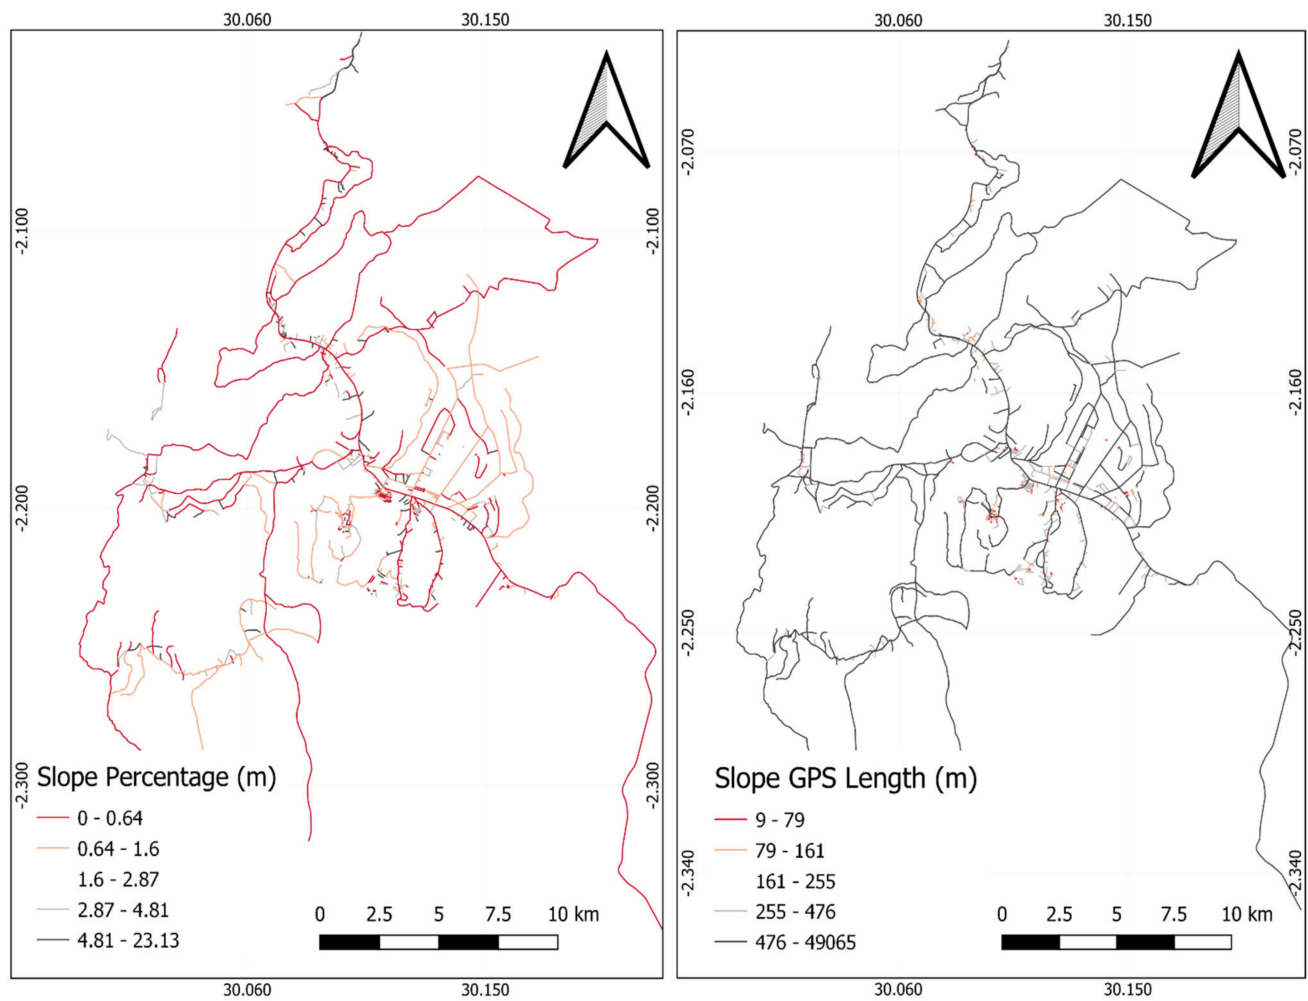 30.060 30.150 30.060 30.150
-2.100
-2.200
-2.300
-2.070
-2.160
-2.250
-2.340
-2.070
-2.160
-2.250
-2.340
Slope Percentage (m)
0 - 0.64
0.64 - 1.6
1.6 - 2.87
2.87 - 4.81
4.81 - 23.13
0 2.5 5 7.5 10 km
-2.100
-2.200
-2.300
Slope GPS Length (m)
9 - 79
79 - 161
161 - 255
255 - 476
476 - 49065
0 2.5 5 7.5 10 km
30.060 30.150 30.060 30.150